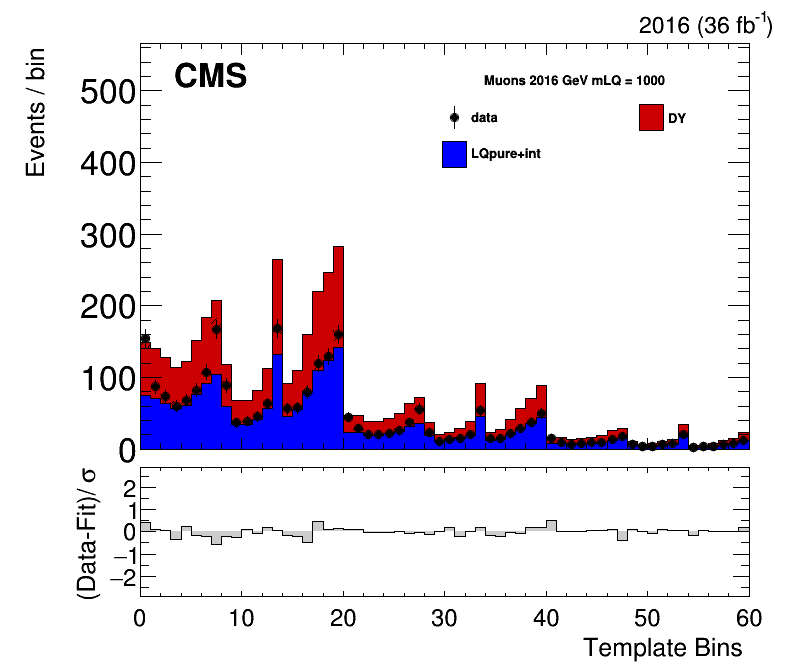 2016 (36 fb-1)
CMS
Muons 2016 GeV mLQ = 1000
data
DY
LQpure+int
Events / bin
500
400
300
200
100
0
(Data-Fit)/ σ
2
1
0
−1
−2
0 10 20 30 40 50 60
Template Bins